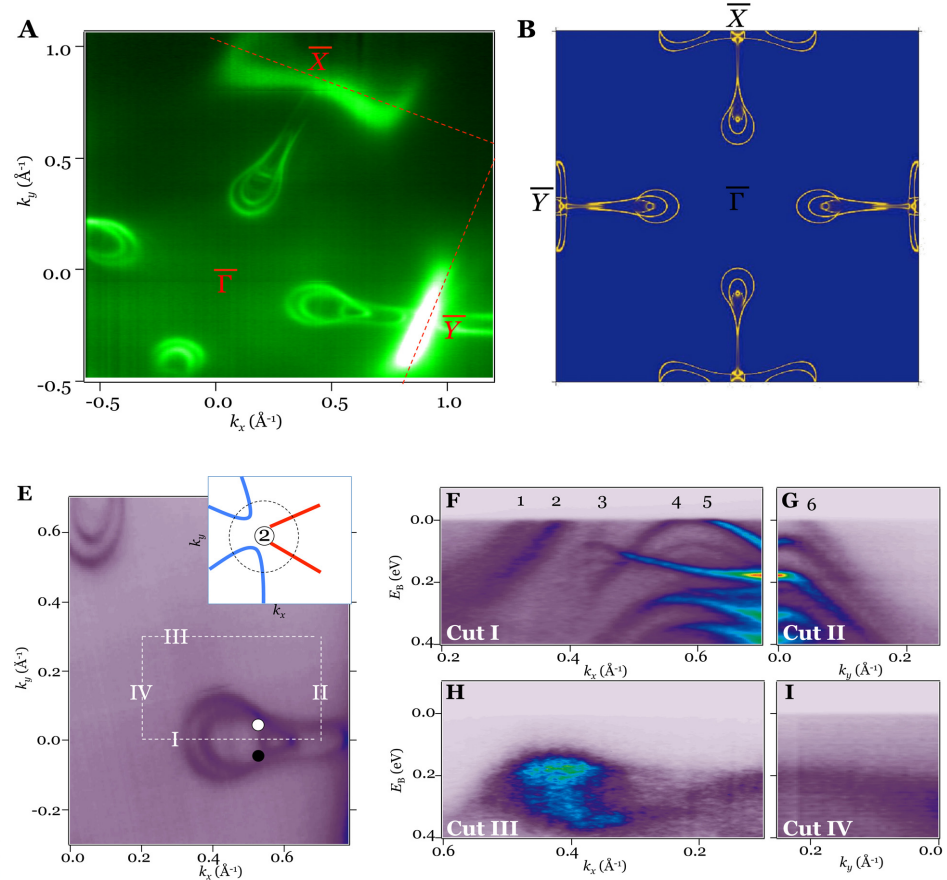 A
1.0
0.5
0.0
-0.5
k_y (Å⁻¹)
-0.5
0.0
0.5
1.0
k_x (Å⁻¹)
X̅
Γ̅
Y̅
B
X̅
Y̅
Γ̅
E
0.6
0.4
0.2
0.0
-0.2
k_y (Å⁻¹)
0.0
0.2
0.4
0.6
k_x (Å⁻¹)
III
IV
II
I
2
k_y
k_x
F
1 2 3 4 5
0.0
0.2
0.4
E_B (eV)
Cut I
0.2
0.4
0.6
k_x (Å⁻¹)
G
6
Cut II
0.0
0.2
k_y (Å⁻¹)
H
0.0
0.2
0.4
E_B (eV)
Cut III
0.6
0.4
0.2
k_x (Å⁻¹)
I
Cut IV
0.2
0.0
k_y (Å⁻¹)